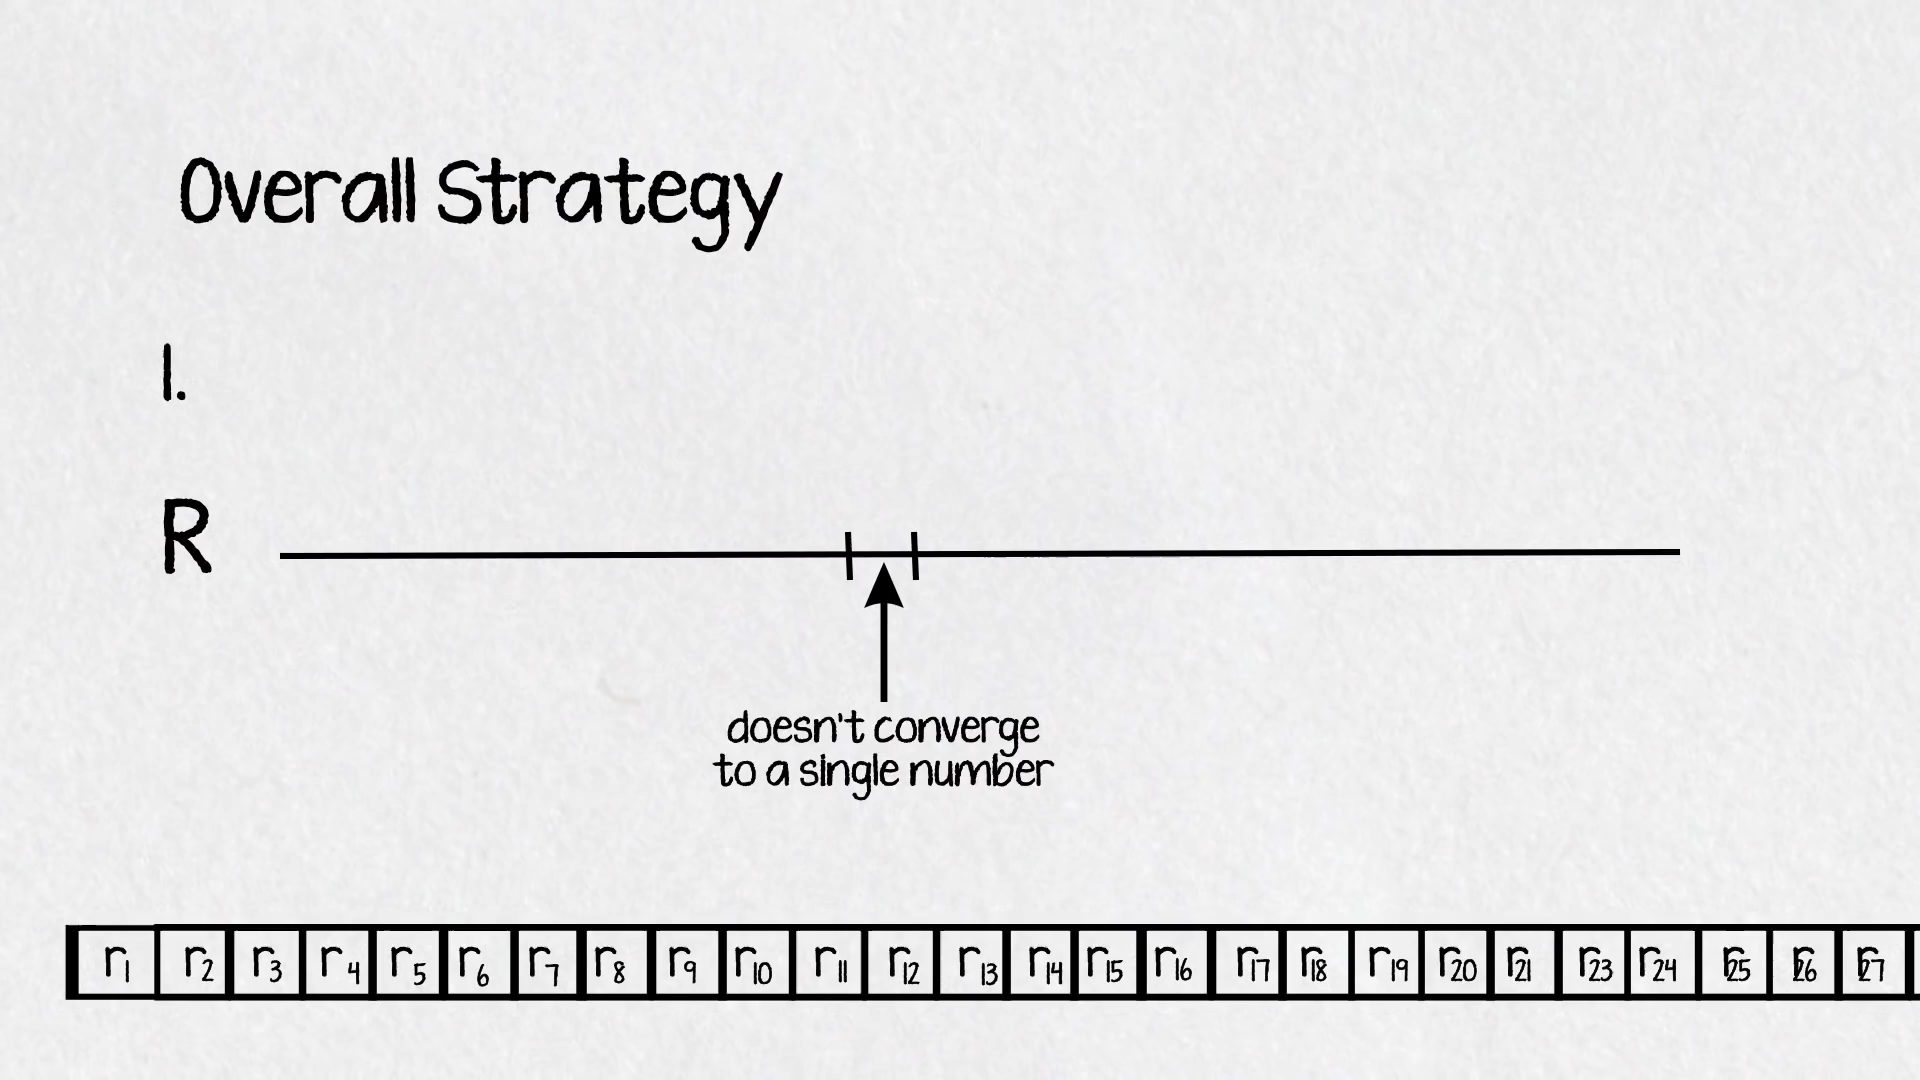 Overall Strategy
1.
R
doesn't converge
to a single number
r1 r2 r3 r4 r5 r6 r7 r8 r9 r10 r11 r12 r13 r14 r15 r16 r17 r18 r19 r20 r21 r23 r24 r25 r26 r27